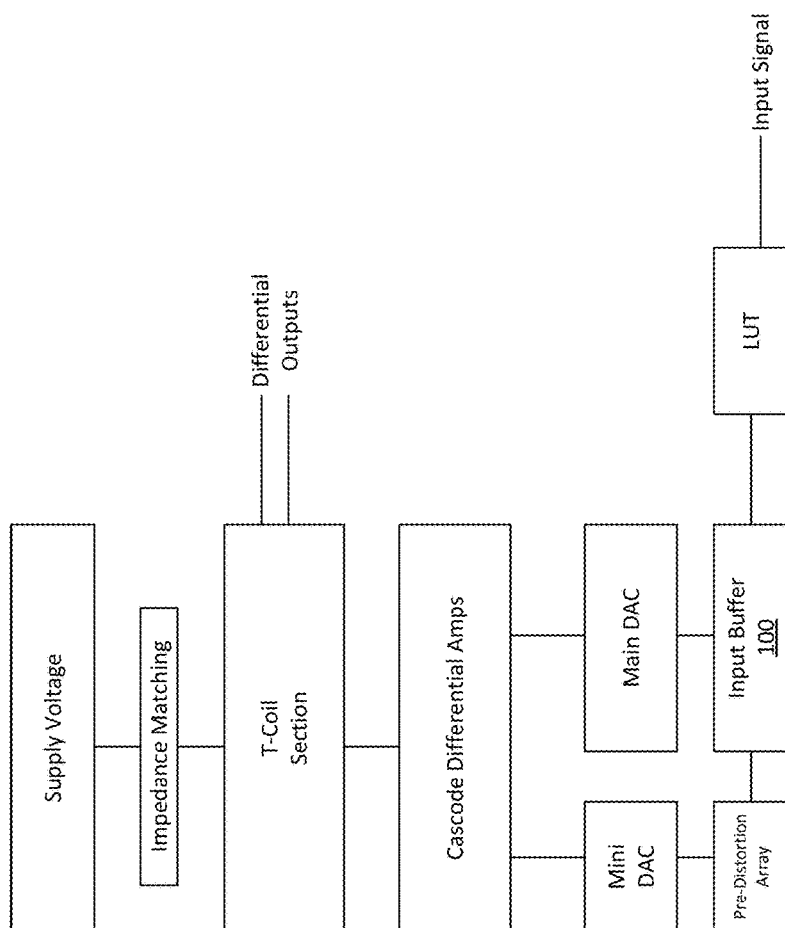 Supply Voltage
Impedance Matching
T-Coil
Section
Differential
Outputs
Cascode Differential Amps
Mini
DAC
Main DAC
Pre-Distortion
Array
Input Buffer
100
LUT
Input Signal